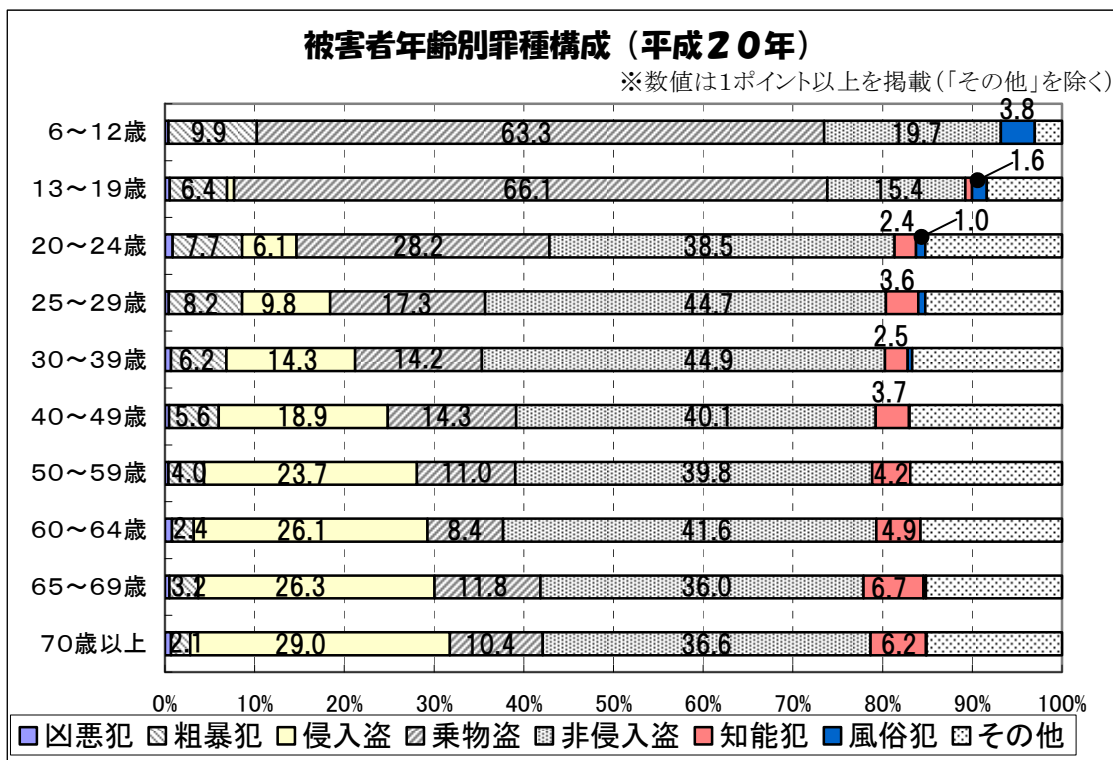 被害者年齢別罪種構成（平成２０年）
※数値は1ポイント以上を掲載（「その他」を除く）
6～12歳 9.9 63.3 19.7 3.8
13～19歳 6.4 66.1 15.4 1.6
20～24歳 7.7 6.1 28.2 38.5 2.4 1.0
25～29歳 8.2 9.8 17.3 44.7 3.6
30～39歳 6.2 14.3 14.2 44.9 2.5
40～49歳 5.6 18.9 14.3 40.1 3.7
50～59歳 4.0 23.7 11.0 39.8 4.2
60～64歳 2.4 26.1 8.4 41.6 4.9
65～69歳 3.2 26.3 11.8 36.0 6.7
70歳以上 2.1 29.0 10.4 36.6 6.2
0% 10% 20% 30% 40% 50% 60% 70% 80% 90% 100%
凶悪犯 粗暴犯 侵入盗 乗物盗 非侵入盗 知能犯 風俗犯 その他